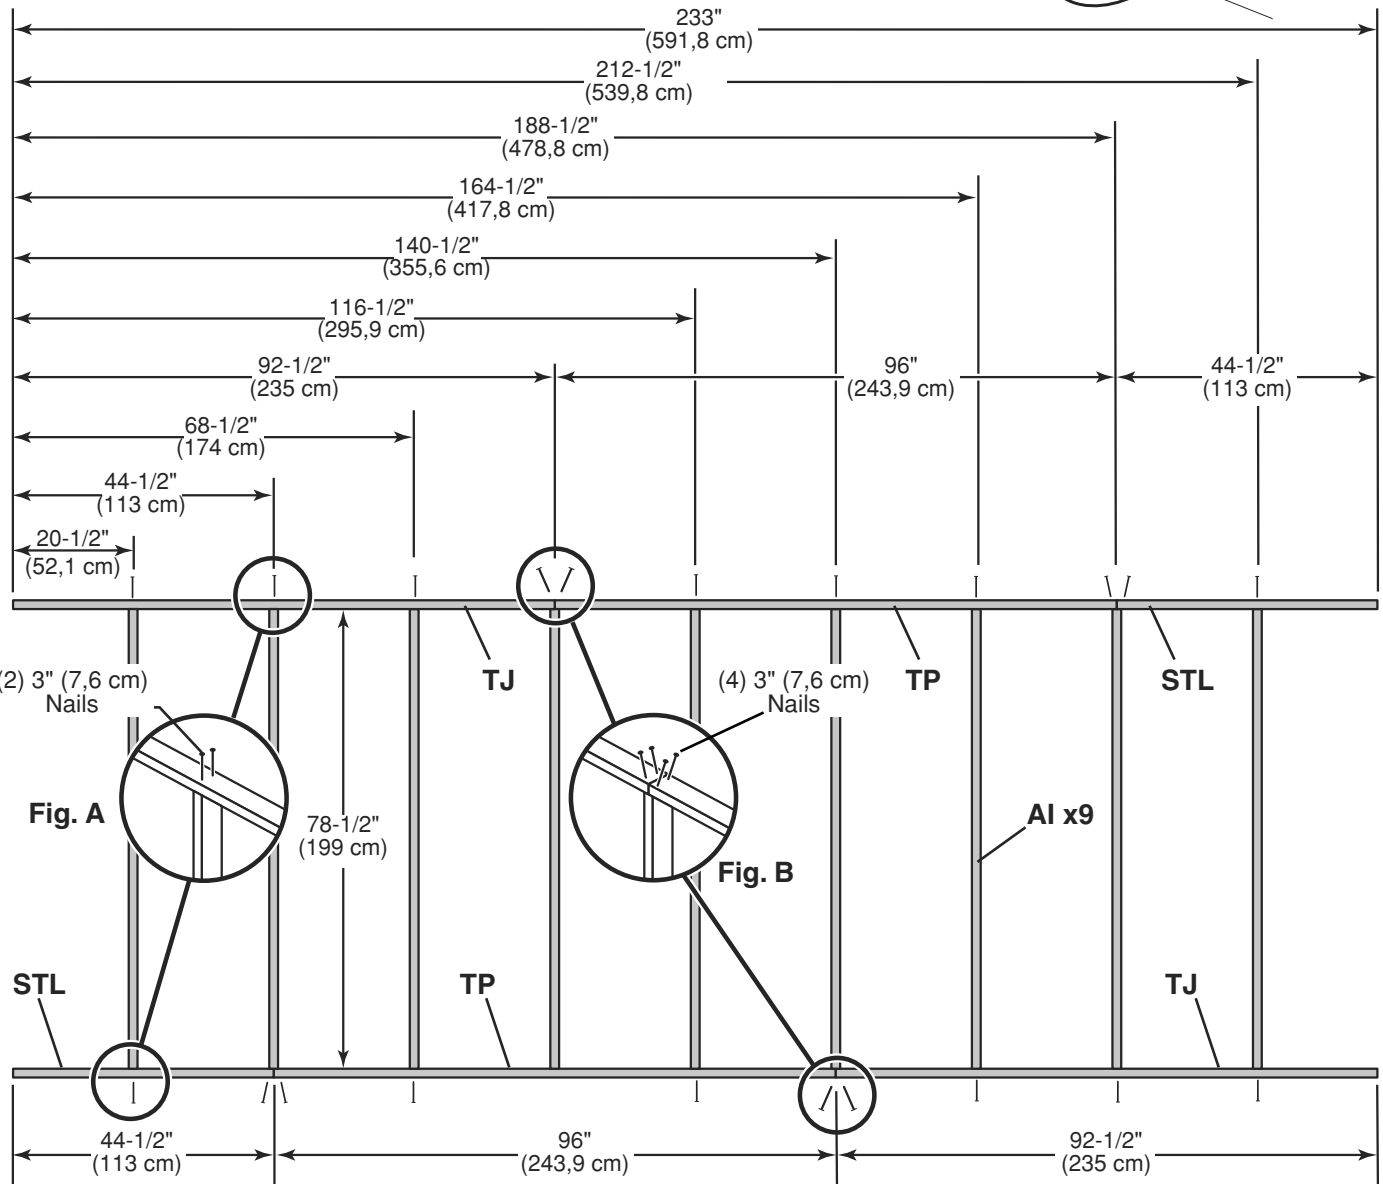 233"
(591,8 cm)
212-1/2"
(539,8 cm)
188-1/2"
(478,8 cm)
164-1/2"
(417,8 cm)
140-1/2"
(355,6 cm)
116-1/2"
(295,9 cm)
92-1/2"
(235 cm)
96"
(243,9 cm)
44-1/2"
(113 cm)
68-1/2"
(174 cm)
44-1/2"
(113 cm)
20-1/2"
(52,1 cm)
TJ
TP
STL
(2) 3" (7,6 cm)
Nails
(4) 3" (7,6 cm)
Nails
Fig. A
78-1/2"
(199 cm)
Fig. B
AI x9
STL
TP
TJ
44-1/2"
(113 cm)
96"
(243,9 cm)
92-1/2"
(235 cm)